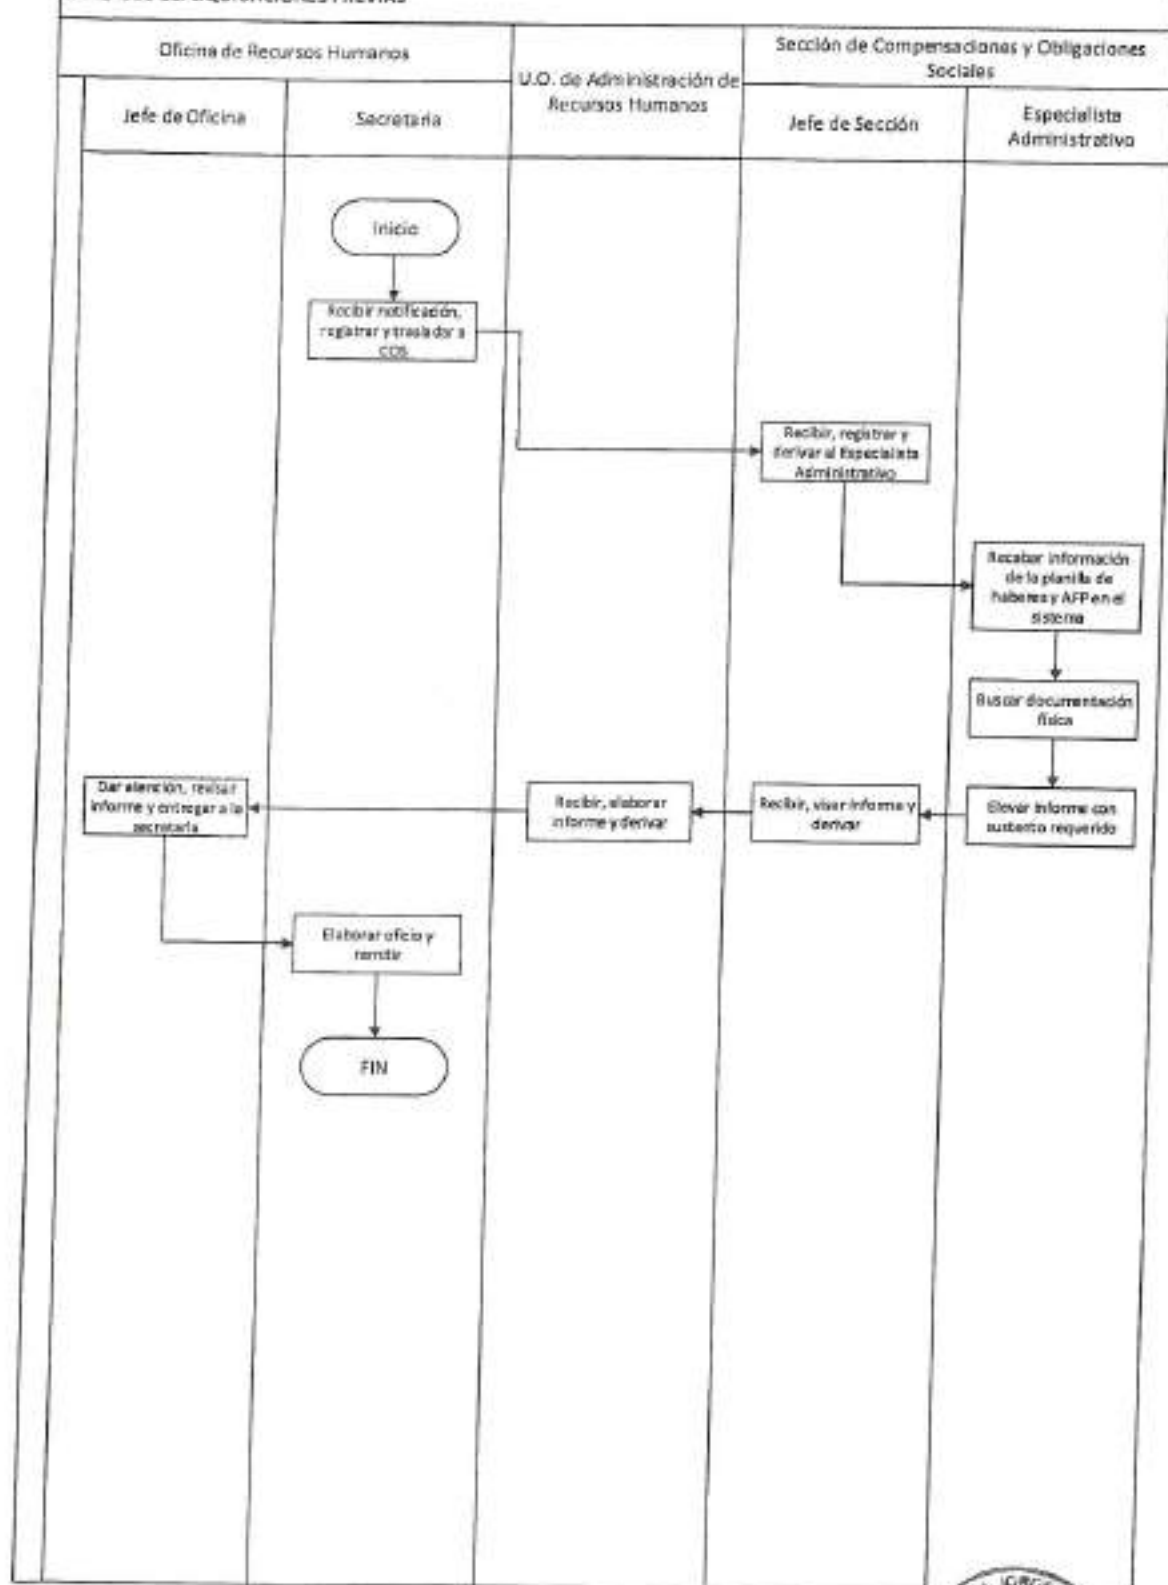 PREVIAS
Oficina de Recursos Humanos
U.O. de Administración de
Recursos Humanos
Sección de Compensaciones y Obligaciones
Sociales
Jefe de Oficina
Secretaria
Jefe de Sección
Especialista
Administrativo
Inicio
Recibir notificación,
registrar y trasladar a
COS
Recibir, registrar y
derivar al Especialista
Administrativo
Recabar información
de la planilla de
haberes y AFP en el
sistema
Buscar documentación
física
Dar atención, revisar
informe y entregar a la
secretaría
Recibir, elaborar
informe y derivar
Recibir, visar informe y
derivar
Elevar informe con
sustento requerido
Elaborar oficio y
remitir
FIN